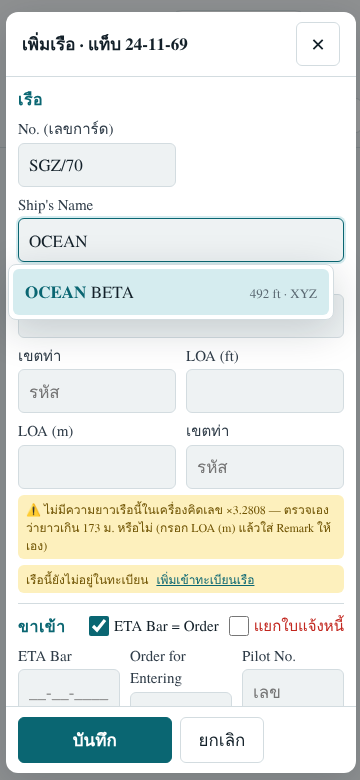 เพิ่มเรือ · แท็บ 24-11-69
✕
เรือ
No. (เลขการ์ด)
SGZ/70
Ship's Name
OCEAN
OCEAN BETA 492 ft · XYZ
เขตท่า LOA (ft)
รหัส
LOA (m) เขตท่า
รหัส
⚠️ ไม่มีความยาวเรือนี้ในเครื่องคิดเลข ×3.2808 — ตรวจเอง
ว่ายาวเกิน 173 ม. หรือไม่ (กรอก LOA (m) แล้วใส่ Remark ให้
เอง)
เรือนี้ยังไม่อยู่ในทะเบียน เพิ่มเข้าทะเบียนเรือ
ขาเข้า ETA Bar = Order แยกใบแจ้งหนี้
ETA Bar Order for Pilot No.
Entering
__-__-____ เลข
บันทึก ยกเลิก